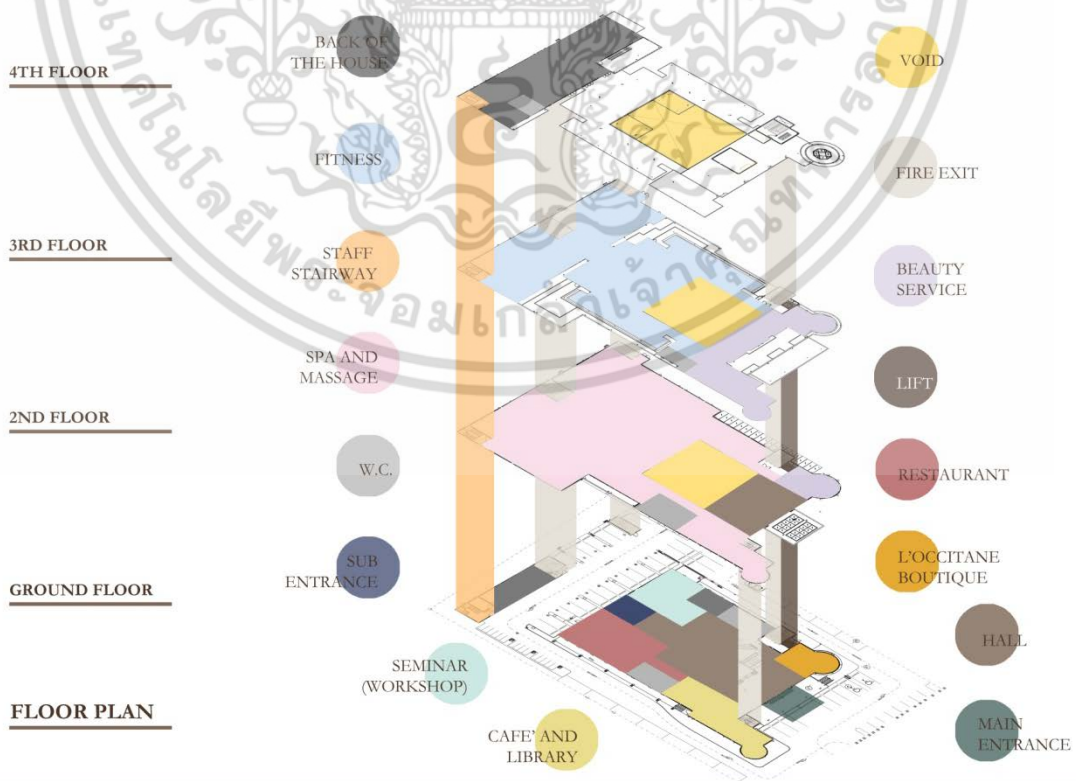 BACK OF
THE HOUSE
VOID
4TH FLOOR
FITNESS
FIRE EXIT
3RD FLOOR
STAFF
STAIRWAY
BEAUTY
SERVICE
SPA AND
MASSAGE
LIFT
2ND FLOOR
W.C.
RESTAURANT
SUB
ENTRANCE
L'OCCITANE
BOUTIQUE
GROUND FLOOR
HALL
SEMINAR
(WORKSHOP)
FLOOR PLAN
CAFE' AND
LIBRARY
MAIN
ENTRANCE